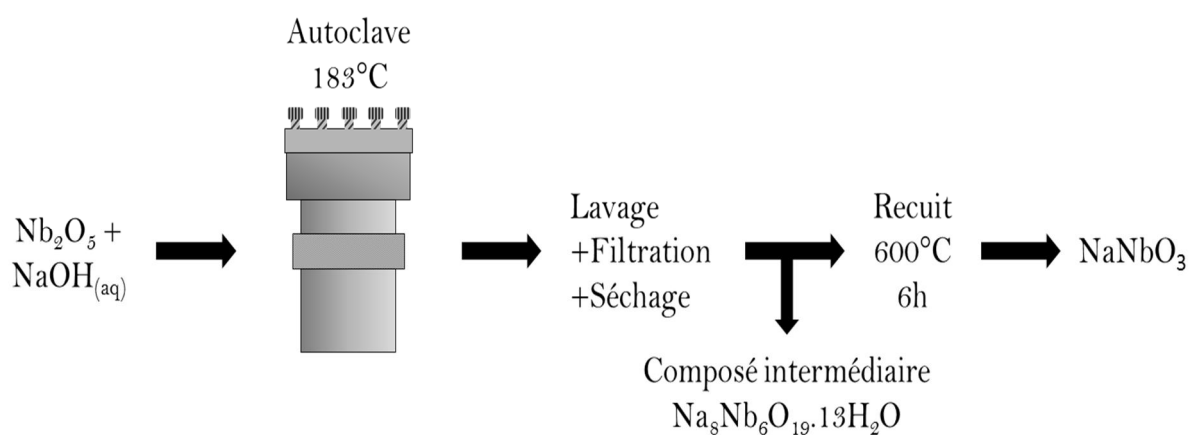 Autoclave
183°C
Nb₂O₅ +
NaOH(aq)
Lavage
+Filtration
+Séchage
Recuit
600°C
6h
NaNbO₃
Composé intermédiaire
Na₈Nb₆O₁₉.13H₂O